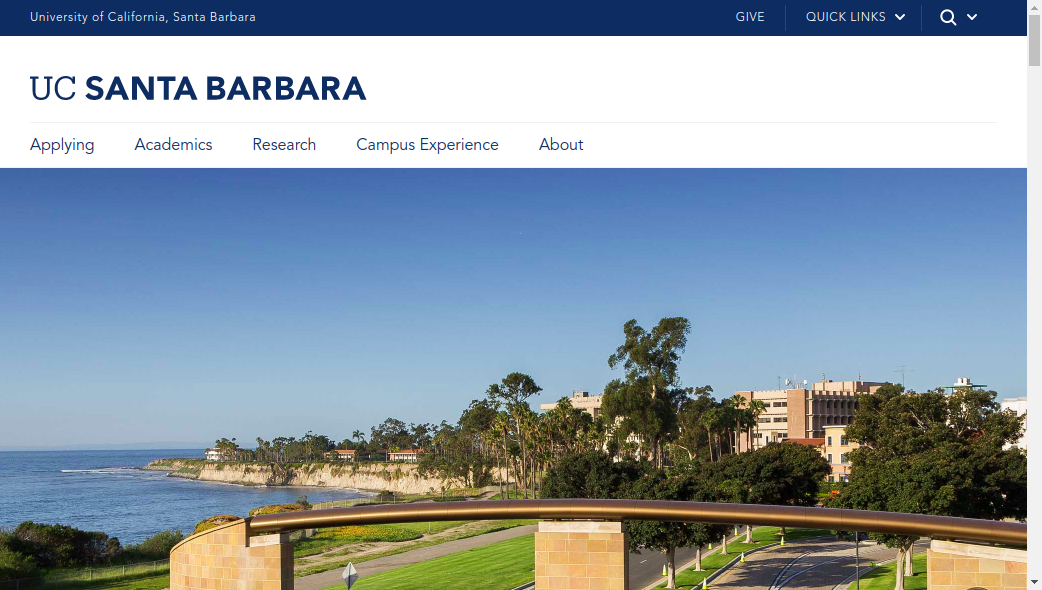 University of California, Santa Barbara
GIVE
QUICK LINKS
UC SANTA BARBARA
Applying
Academics
Research
Campus Experience
About